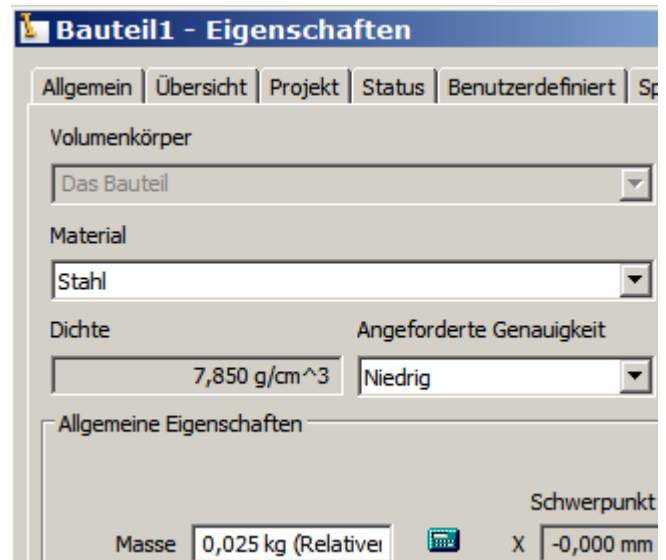 Bauteil1 - Eigenschaften
Allgemein Übersicht Projekt Status Benutzerdefiniert
Volumenkörper
Das Bauteil
Material
Stahl
Dichte Angeforderte Genauigkeit
7,850 g/cm^3 Niedrig
Allgemeine Eigenschaften
Schwerpunkt
Masse 0,025 kg (Relativer X -0,000 mm